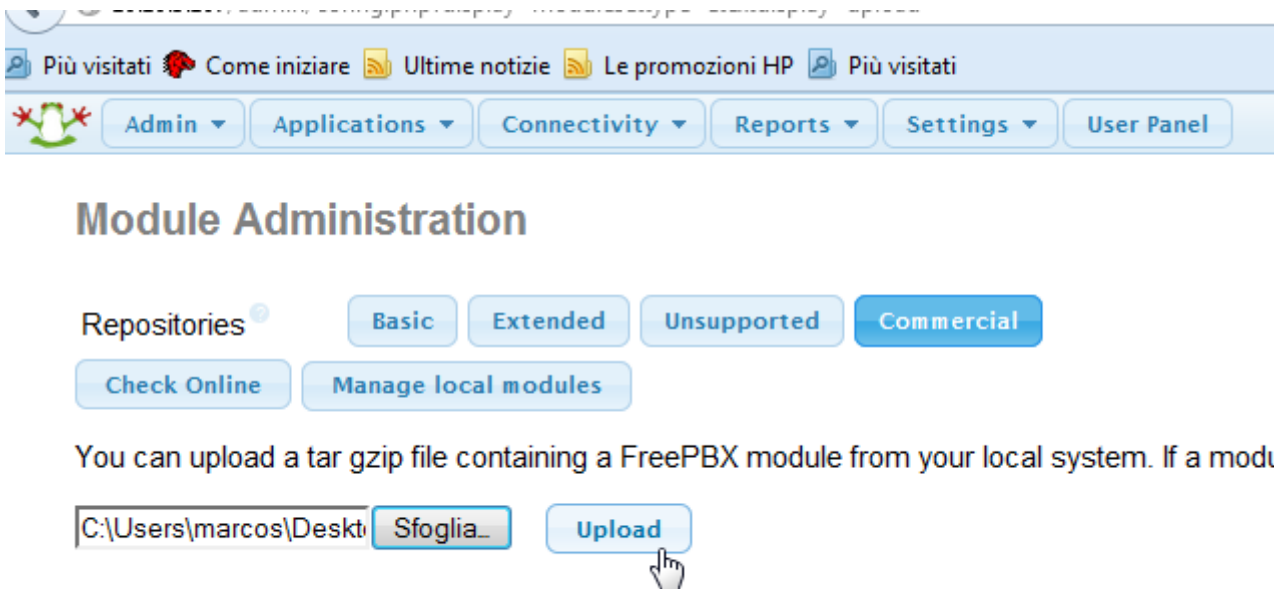 Più visitati Come iniziare Ultime notizie Le promozioni HP Più visitati
Admin Applications Connectivity Reports Settings User Panel
Module Administration
Repositories Basic Extended Unsupported Commercial
Check Online Manage local modules
You can upload a tar gzip file containing a FreePBX module from your local system. If a modu
C:\Users\marcos\Deskt Sfoglia… Upload